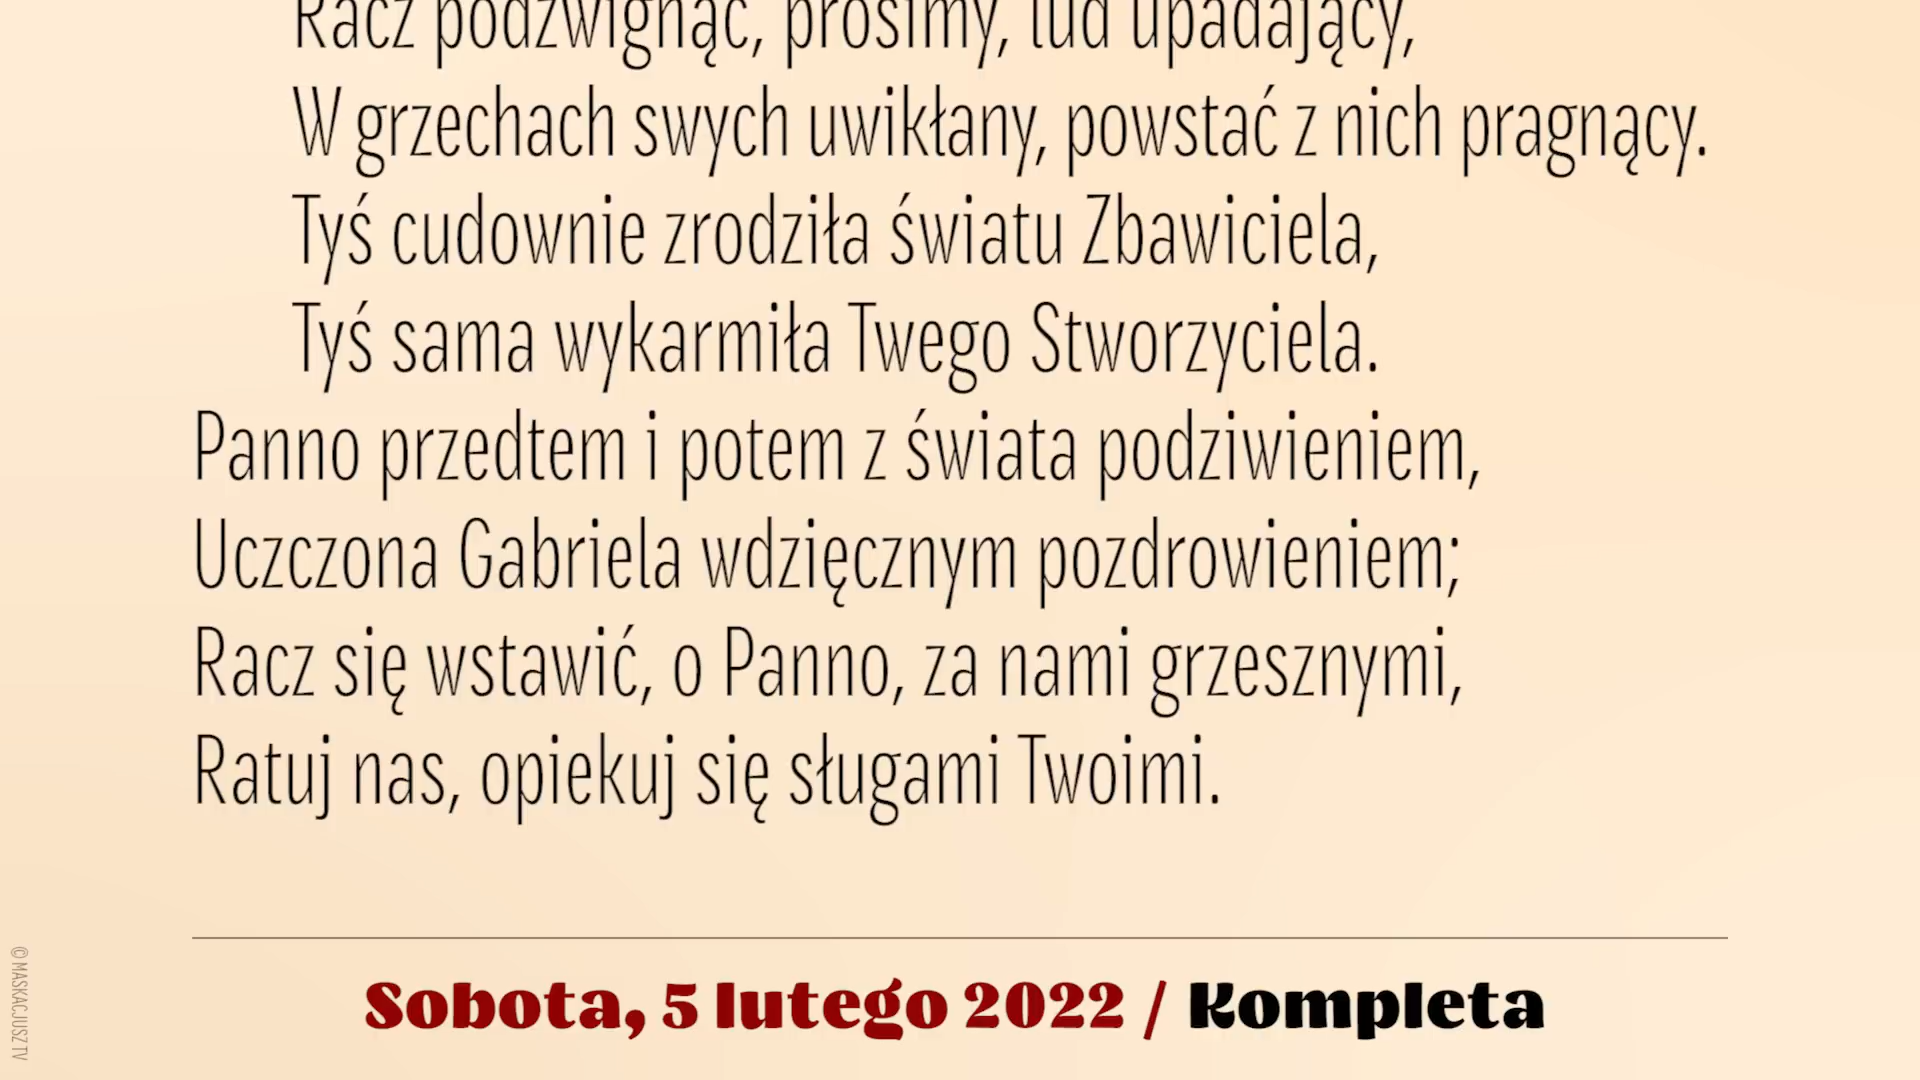 Racz podźwignąć, prosimy, lud upadający,
W grzechach swych uwikłany, powstać z nich pragnący.
Tyś cudownie zrodziła światu Zbawiciela,
Tyś sama wykarmiła Twego Stworzyciela.
Panno przedtem i potem z świata podziwieniem,
Uczczona Gabriela wdzięcznym pozdrowieniem;
Racz się wstawić, o Panno, za nami grzesznymi,
Ratuj nas, opiekuj się sługami Twoimi.
Sobota, 5 lutego 2022 / Kompleta
© MASKACJUSZ TV